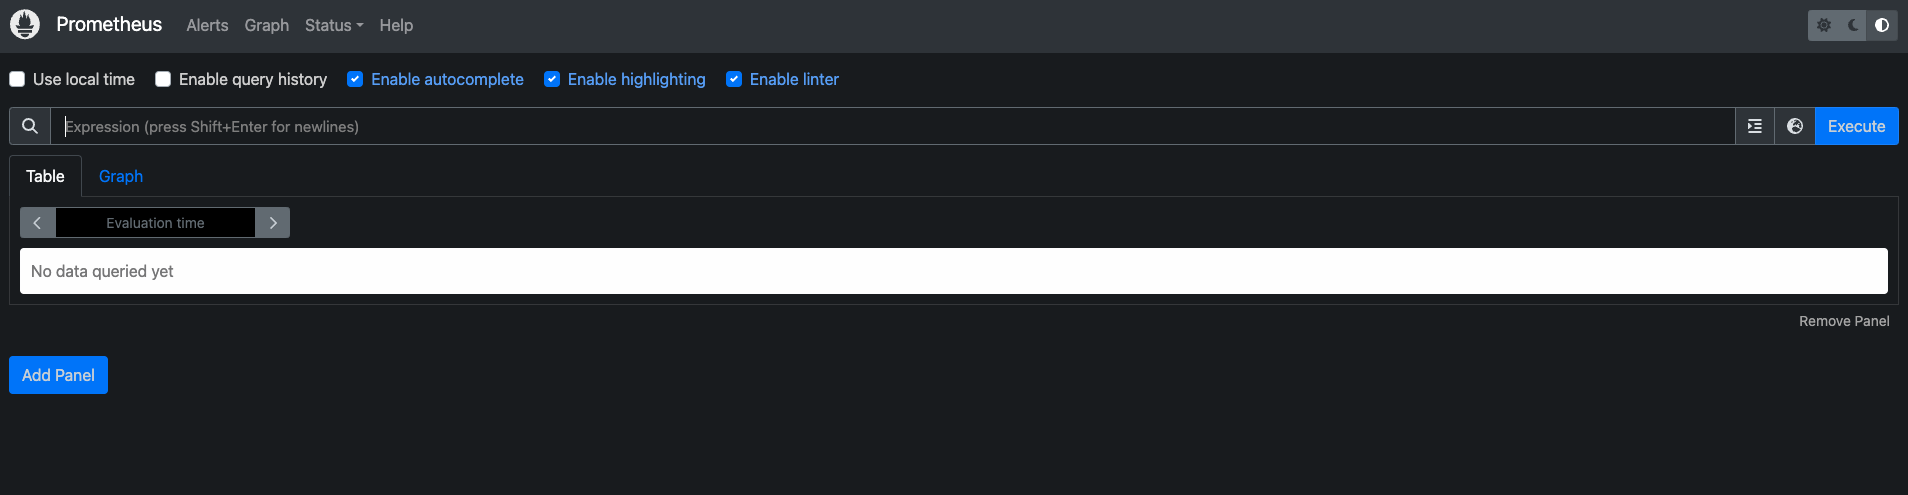 Prometheus Alerts Graph Status Help
Use local time Enable query history Enable autocomplete Enable highlighting Enable linter
Expression (press Shift+Enter for newlines) Execute
Table Graph
Evaluation time
No data queried yet
Remove Panel
Add Panel